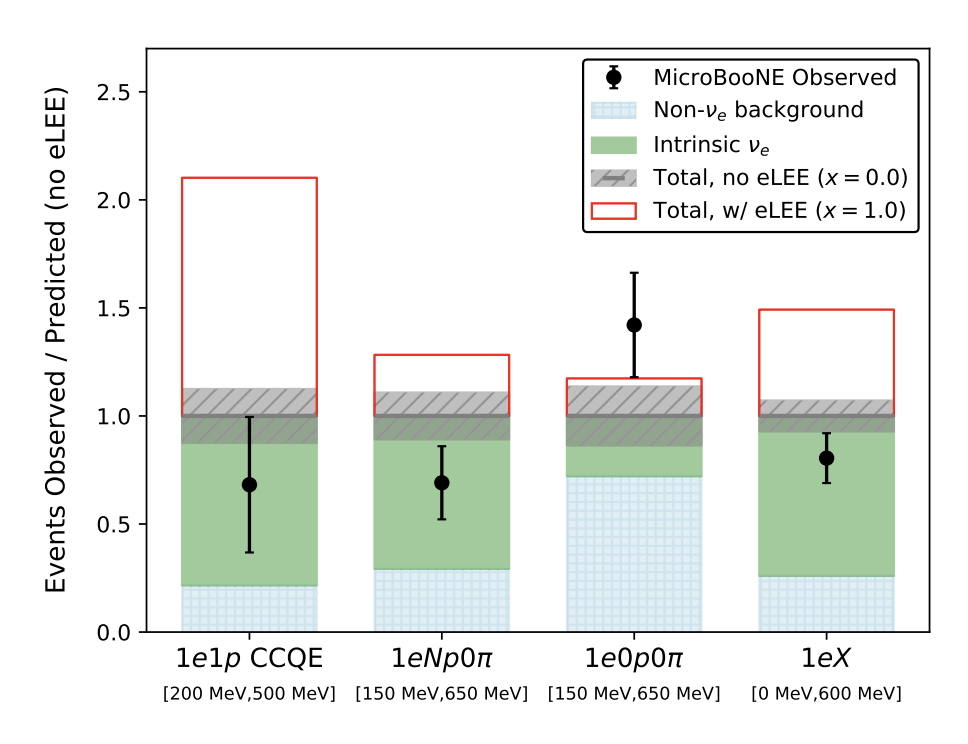 Events Observed / Predicted (no eLEE)
2.5
2.0
1.5
1.0
0.5
0.0
MicroBooNE Observed
Non-νe background
Intrinsic νe
Total, no eLEE (x = 0.0)
Total, w/ eLEE (x = 1.0)
1e1p CCQE
1eNp0π
1e0p0π
1eX
[200 MeV,500 MeV]
[150 MeV,650 MeV]
[150 MeV,650 MeV]
[0 MeV,600 MeV]